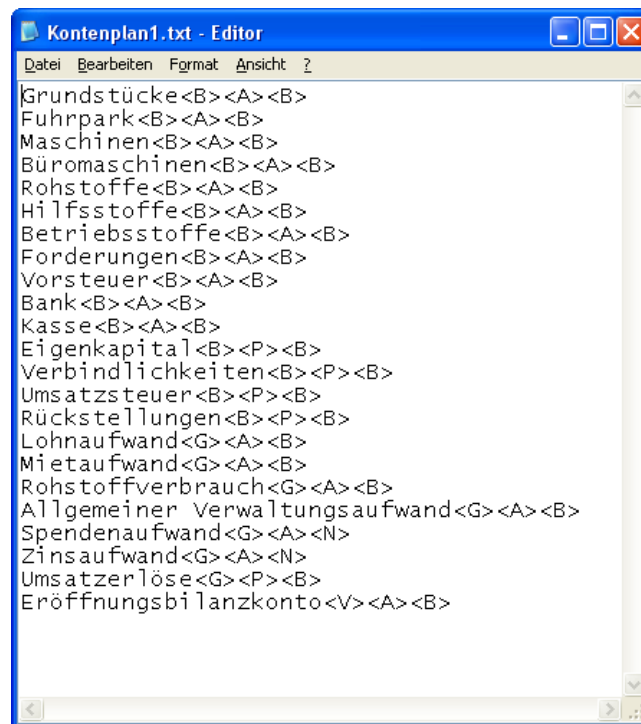 Kontenplan1.txt - Editor
Datei Bearbeiten Format Ansicht ?
Grundstücke<B><A><B>
Fuhrpark<B><A><B>
Maschinen<B><A><B>
Büromaschinen<B><A><B>
Rohstoffe<B><A><B>
Hilfsstoffe<B><A><B>
Betriebsstoffe<B><A><B>
Forderungen<B><A><B>
Vorsteuer<B><A><B>
Bank<B><A><B>
Kasse<B><A><B>
Eigenkapital<B><P><B>
Verbindlichkeiten<B><P><B>
Umsatzsteuer<B><P><B>
Rückstellungen<B><P><B>
Lohnaufwand<G><A><B>
Mietaufwand<G><A><B>
Rohstoffverbrauch<G><A><B>
Allgemeiner Verwaltungsaufwand<G><A><B>
Spendenaufwand<G><A><N>
Zinsaufwand<G><A><N>
Umsatzerlöse<G><P><B>
Eröffnungsbilanzkonto<V><A><B>